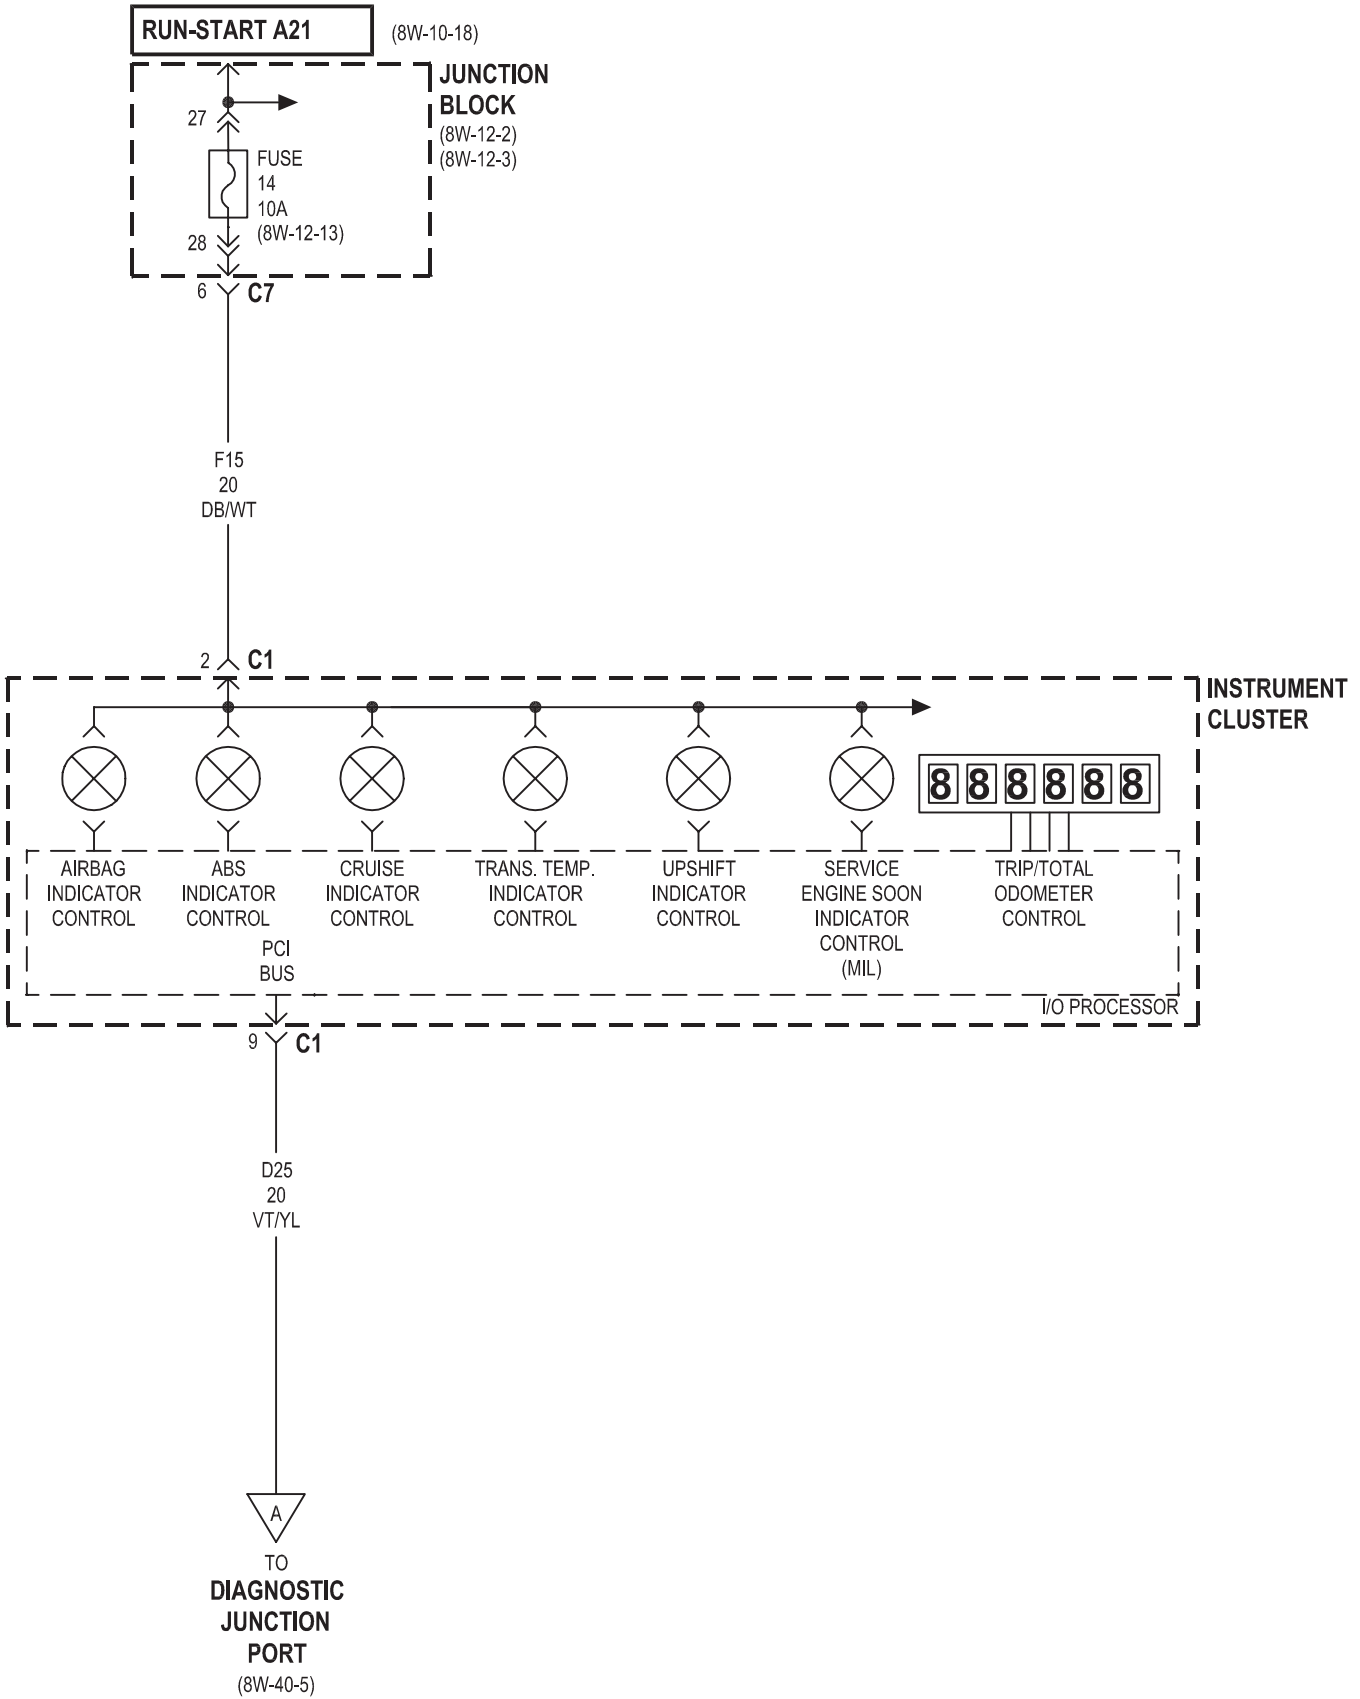 RUN-START A21
(8W-10-18)
JUNCTION
BLOCK
(8W-12-2)
(8W-12-3)
27
FUSE
14
10A
(8W-12-13)
28
6
C7
F15
20
DB/WT
2
C1
INSTRUMENT
CLUSTER
888888
AIRBAG
INDICATOR
CONTROL
ABS
INDICATOR
CONTROL
CRUISE
INDICATOR
CONTROL
TRANS. TEMP.
INDICATOR
CONTROL
UPSHIFT
INDICATOR
CONTROL
SERVICE
ENGINE SOON
INDICATOR
CONTROL
(MIL)
TRIP/TOTAL
ODOMETER
CONTROL
PCI
BUS
I/O PROCESSOR
9
C1
D25
20
VT/YL
A
TO
DIAGNOSTIC
JUNCTION
PORT
(8W-40-5)